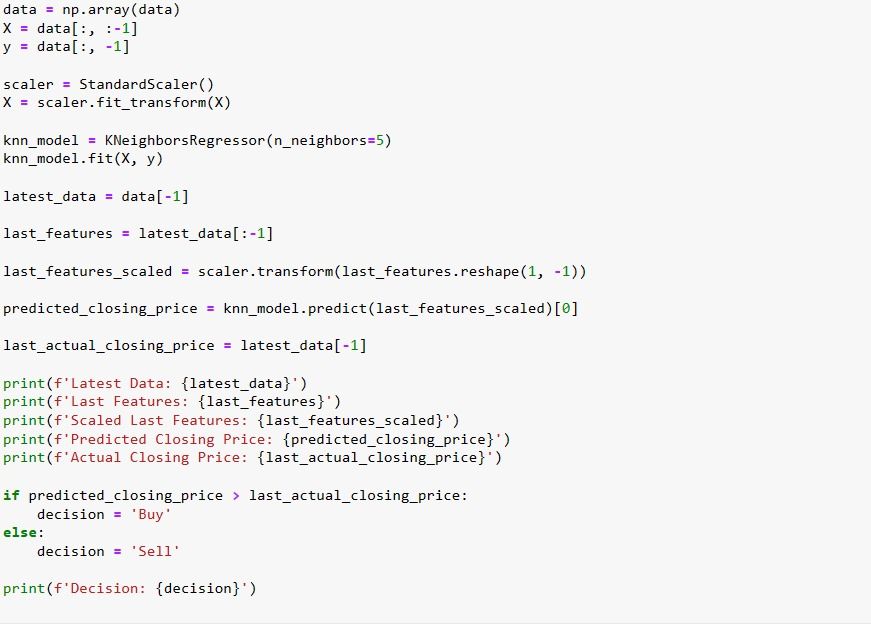 data = np.array(data)
X = data[:, :-1]
y = data[:, -1]
scaler = StandardScaler()
X = scaler.fit_transform(X)
knn_model = KNeighborsRegressor(n_neighbors=5)
knn_model.fit(X, y)
latest_data = data[-1]
last_features = latest_data[:-1]
last_features_scaled = scaler.transform(last_features.reshape(1, -1))
predicted_closing_price = knn_model.predict(last_features_scaled)[0]
last_actual_closing_price = latest_data[-1]
print(f'Latest Data: {latest_data}')
print(f'Last Features: {last_features}')
print(f'Scaled Last Features: {last_features_scaled}')
print(f'Predicted Closing Price: {predicted_closing_price}')
print(f'Actual Closing Price: {last_actual_closing_price}')
if predicted_closing_price > last_actual_closing_price:
    decision = 'Buy'
else:
    decision = 'Sell'
print(f'Decision: {decision}')